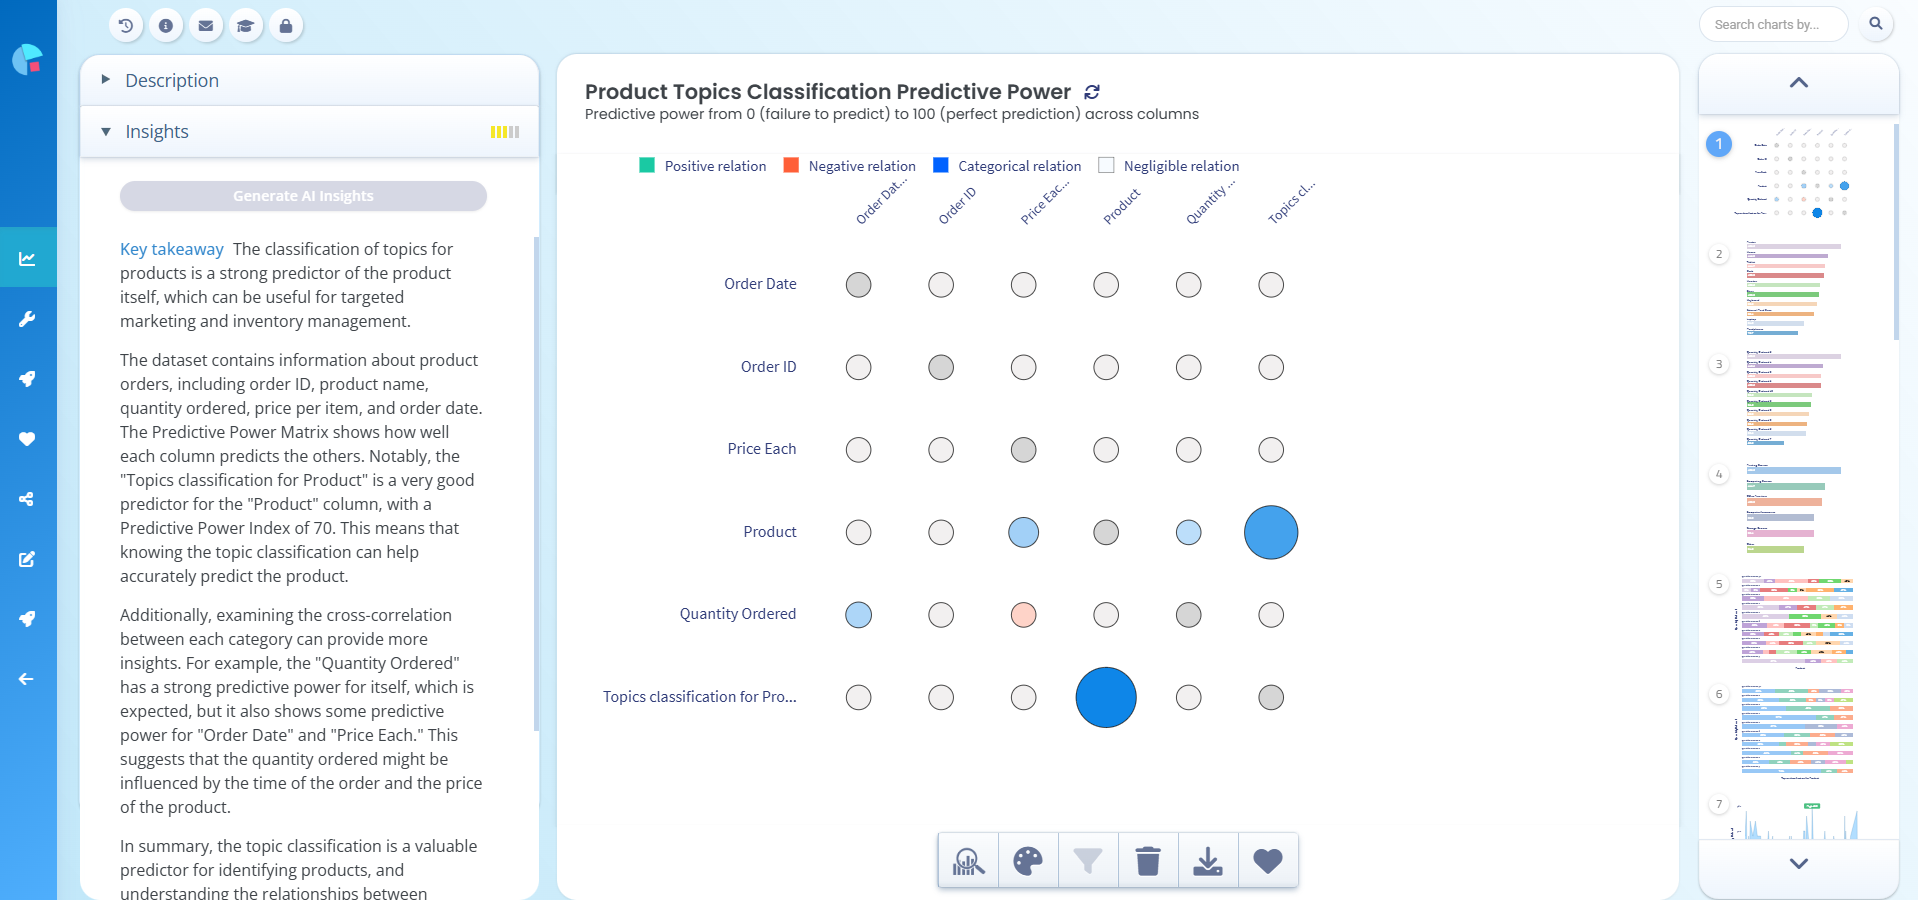 Search charts by...
Description
Insights
Generate AI Insights
Key takeaway The classification of topics for
products is a strong predictor of the product
itself, which can be useful for targeted
marketing and inventory management.
The dataset contains information about product
orders, including order ID, product name,
quantity ordered, price per item, and order date.
The Predictive Power Matrix shows how well
each column predicts the others. Notably, the
"Topics classification for Product" is a very good
predictor for the "Product" column, with a
Predictive Power Index of 70. This means that
knowing the topic classification can help
accurately predict the product.
Additionally, examining the cross-correlation
between each category can provide more
insights. For example, the "Quantity Ordered"
has a strong predictive power for itself, which is
expected, but it also shows some predictive
power for "Order Date" and "Price Each." This
suggests that the quantity ordered might be
influenced by the time of the order and the price
of the product.
In summary, the topic classification is a valuable
predictor for identifying products, and
understanding the relationships between
Product Topics Classification Predictive Power
Predictive power from 0 (failure to predict) to 100 (perfect prediction) across columns
Positive relation Negative relation Categorical relation Negligible relation
Order Dat...
Order ID
Price Eac...
Product
Quantity ...
Topics cl...
Order Date
Order ID
Price Each
Product
Quantity Ordered
Topics classification for Pro...
1
2
3
4
5
6
7